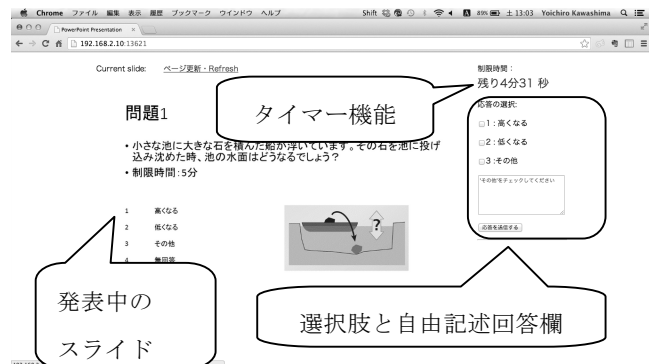 Chrome ファイル 編集 表示 履歴 ブックマーク ウインドウ ヘルプ Shift 89% 土 13:03 Yoichiro Kawashima
PowerPoint Presentation
192.168.2.10:13621
Current slide: ページ更新・Refresh
制限時間:
残り4分31 秒
タイマー機能
問題1
・小さな池に大きな石を積んだ船が浮いています。その石を池に投げ
込み沈めた時、池の水面はどうなるでしょう?
・制限時間:5分
応答の選択:
1:高くなる
2:低くなる
3:その他
'その他'をチェックしてください
応答を送信する
1 高くなる
2 低くなる
3 その他
4 無回答
?
発表中の
スライド
選択肢と自由記述回答欄